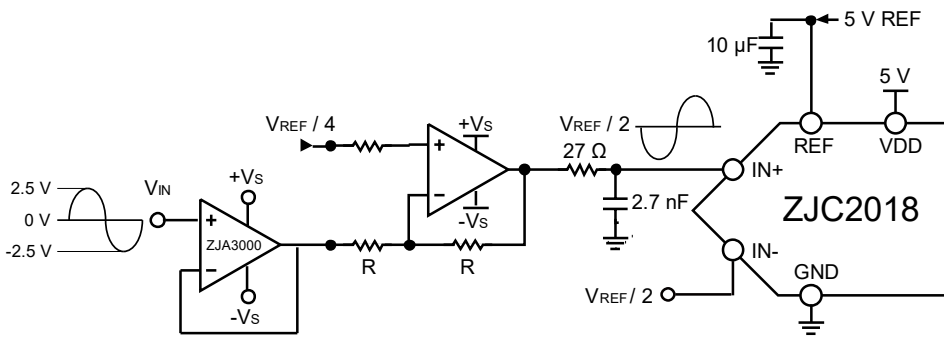 5 V REF
10 µF
5 V
VREF / 4
+VS
VREF / 2
27 Ω
REF
VDD
+
−
IN+
-VS
2.7 nF
ZJC2018
2.5 V
0 V
-2.5 V
VIN
+VS
+
ZJA3000
−
R
R
IN-
GND
VREF / 2
-VS